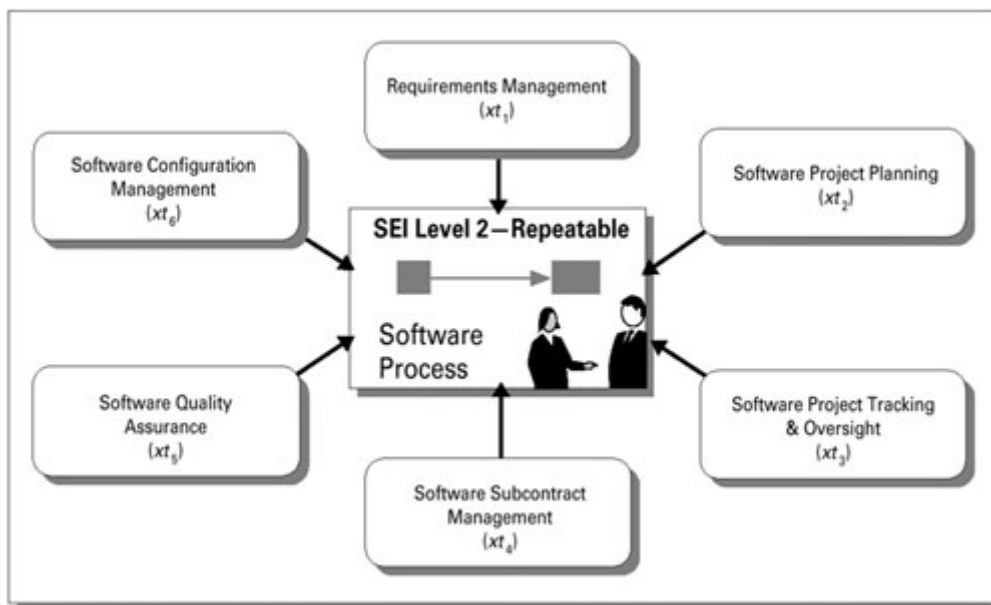 Requirements Management
(xt₁)
Software Configuration
Management
(xt₆)
Software Project Planning
(xt₂)
SEI Level 2—Repeatable
Software
Process
Software Quality
Assurance
(xt₅)
Software Project Tracking
& Oversight
(xt₃)
Software Subcontract
Management
(xt₄)